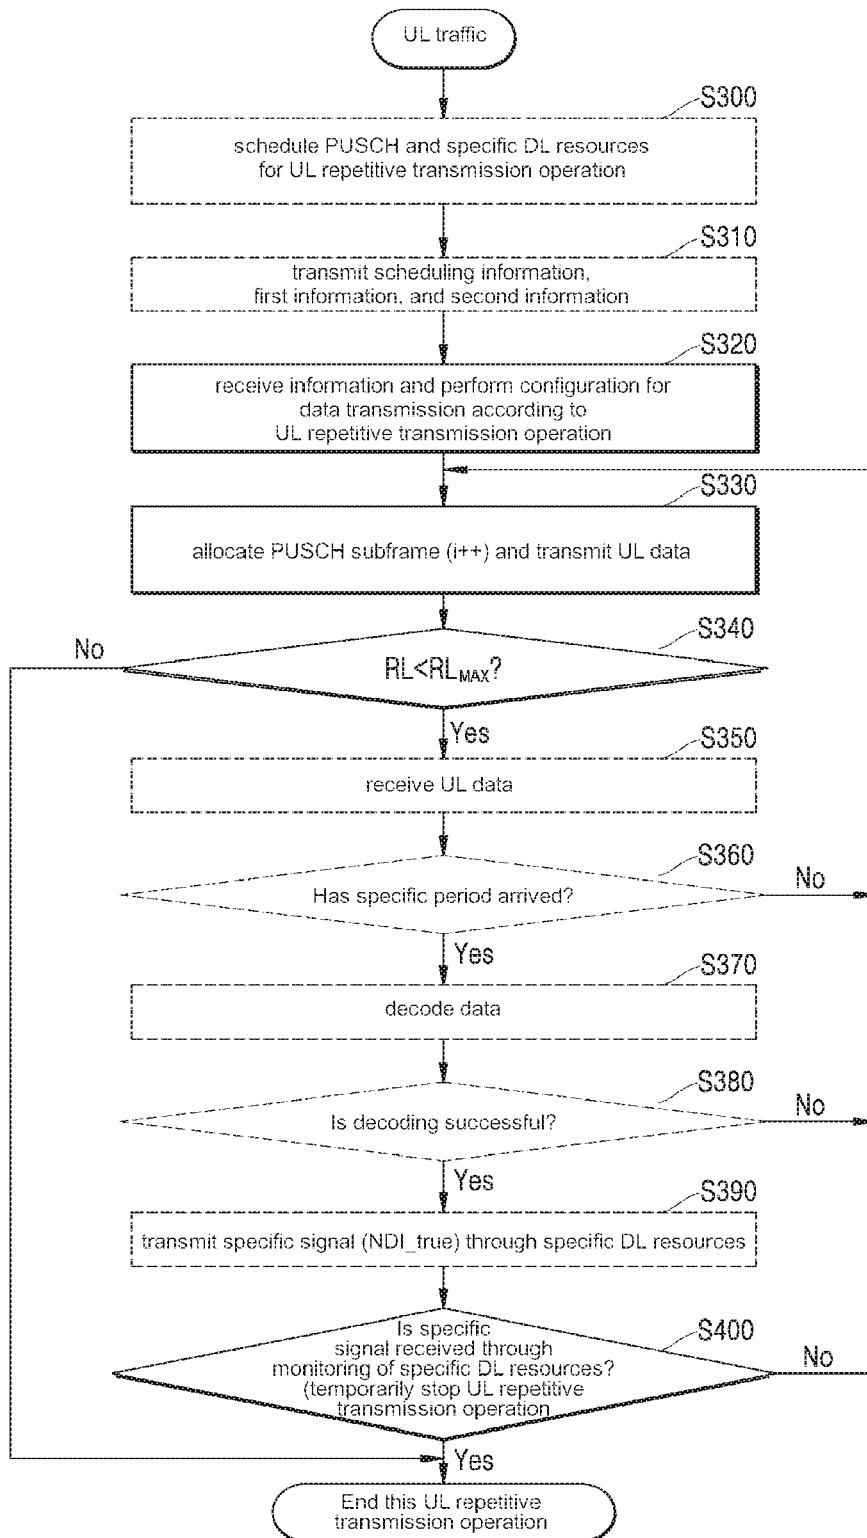 UL traffic
S300
schedule PUSCH and specific DL resources
for UL repetitive transmission operation
S310
transmit scheduling information,
first information, and second information
S320
receive information and perform configuration for
data transmission according to
UL repetitive transmission operation
S330
allocate PUSCH subframe (i++) and transmit UL data
S340
No
RL<RLMAX?
Yes
S350
receive UL data
S360
Has specific period arrived?
No
Yes
S370
decode data
S380
Is decoding successful?
No
Yes
S390
transmit specific signal (NDI_true) through specific DL resources
S400
Is specific
signal received through
monitoring of specific DL resources?
(temporarily stop UL repetitive
transmission operation
No
Yes
End this UL repetitive
transmission operation